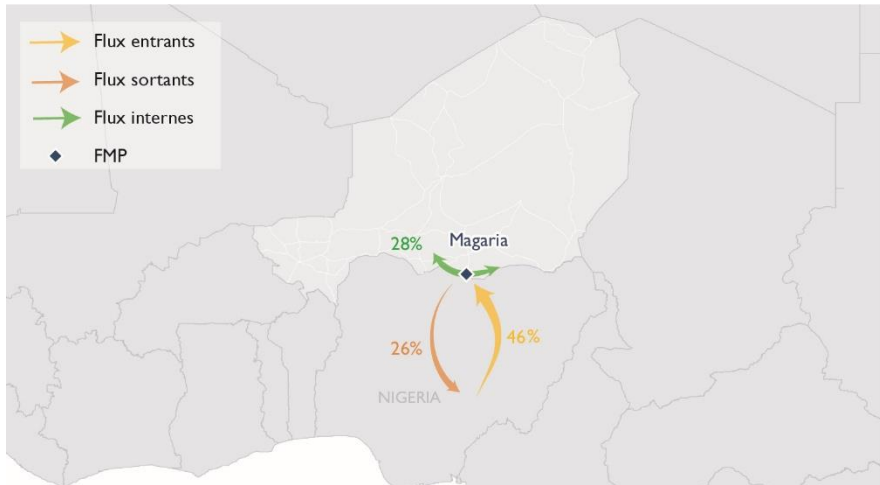 Flux entrants
Flux sortants
Flux internes
FMP
28%
Magaria
26%
46%
NIGERIA